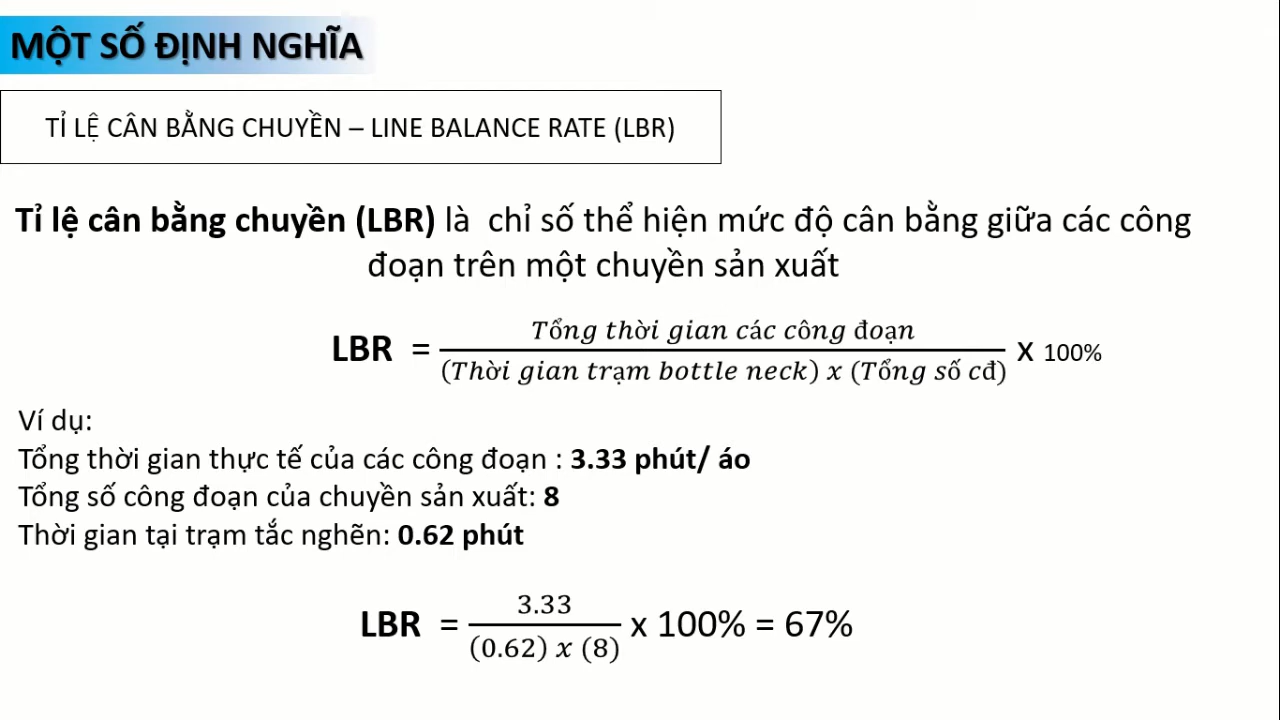 MỘT SỐ ĐỊNH NGHĨA
TỈ LỆ CÂN BẰNG CHUYỀN – LINE BALANCE RATE (LBR)
Tỉ lệ cân bằng chuyền (LBR) là chỉ số thể hiện mức độ cân bằng giữa các công
đoạn trên một chuyền sản xuất
LBR = Tổng thời gian các công đoạn / (Thời gian trạm bottle neck) x (Tổng số cđ) X 100%
Ví dụ:
Tổng thời gian thực tế của các công đoạn : 3.33 phút/ áo
Tổng số công đoạn của chuyền sản xuất: 8
Thời gian tại trạm tắc nghẽn: 0.62 phút
LBR = 3.33 / (0.62) x (8) x 100% = 67%